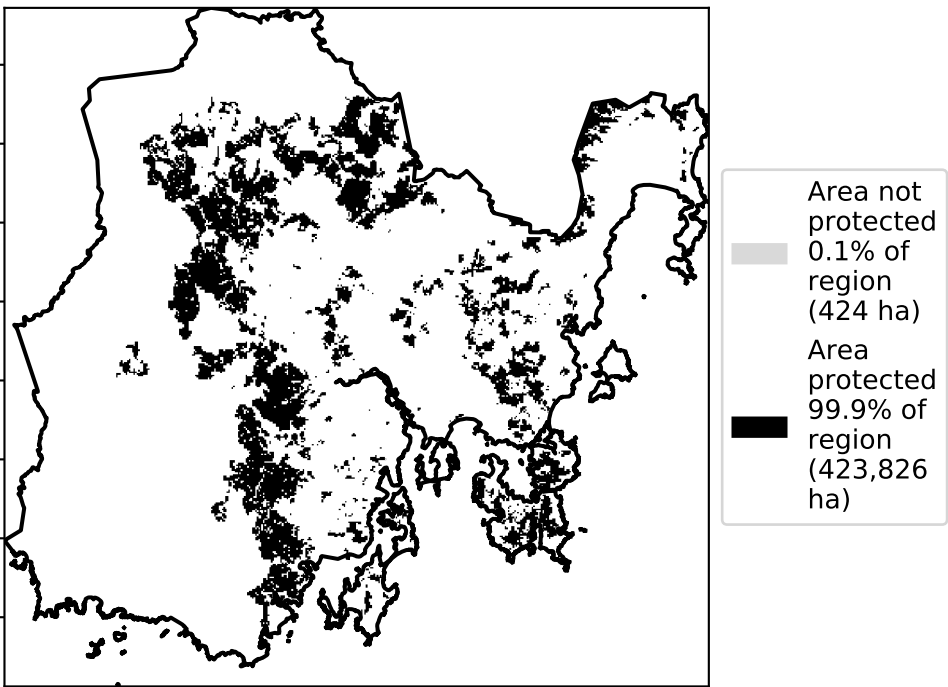 Area not
protected
0.1% of
region
(424 ha)
Area
protected
99.9% of
region
(423,826
ha)